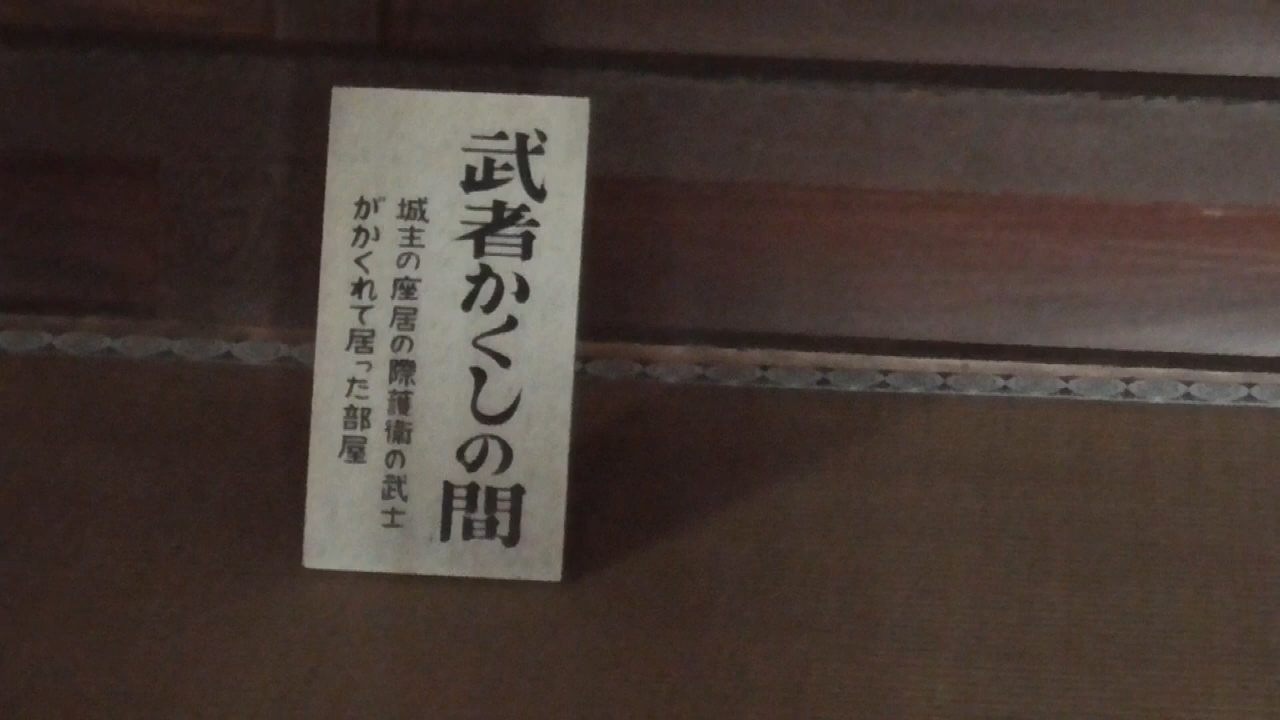 武者かくしの間
城主の座居の際護衛の武士
がかくれて居った部屋